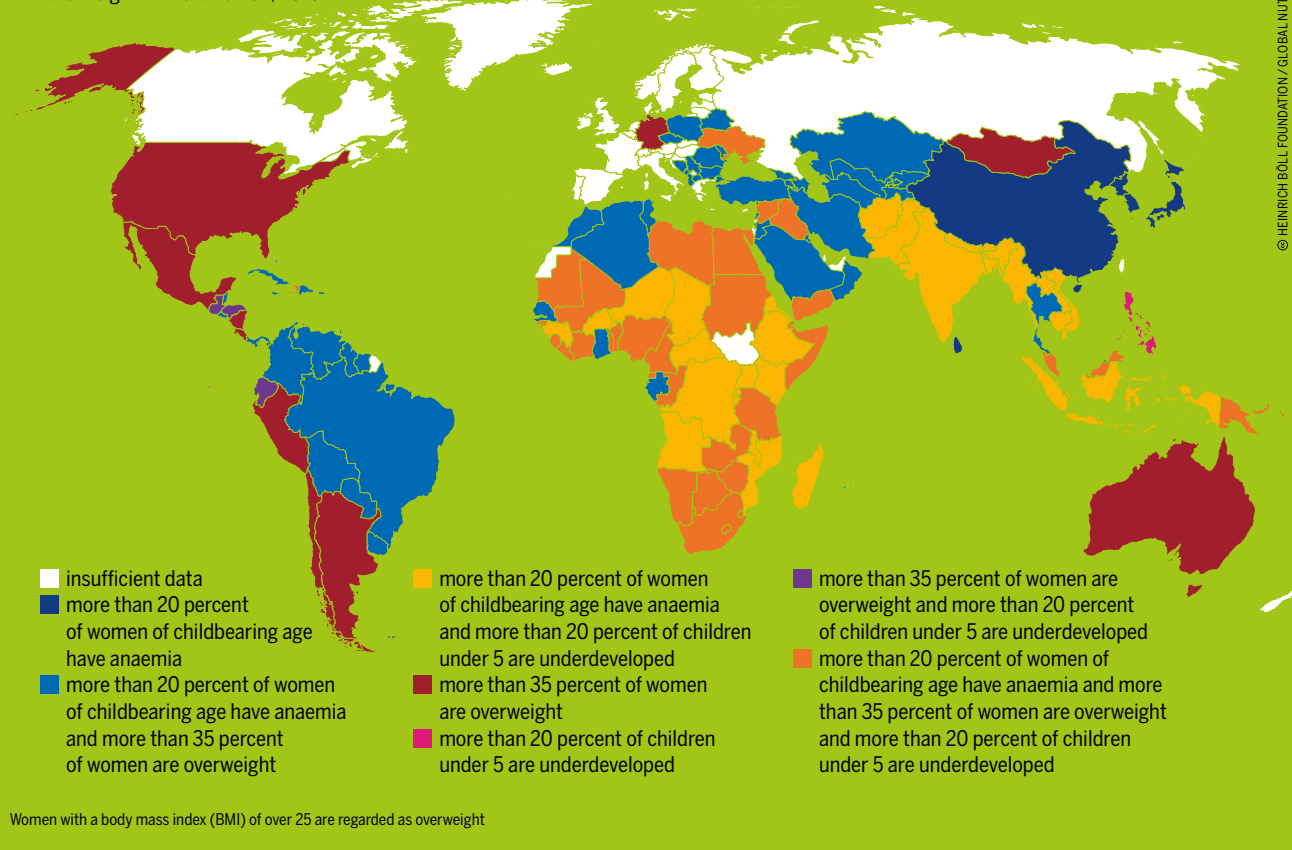 insufficient data
more than 20 percent
of women of childbearing age
have anaemia
more than 20 percent of women
of childbearing age have anaemia
and more than 35 percent
of women are overweight
more than 20 percent of women
of childbearing age have anaemia
and more than 20 percent of children
under 5 are underdeveloped
more than 35 percent of women
are overweight
more than 20 percent of children
under 5 are underdeveloped
more than 35 percent of women are
overweight and more than 20 percent
of children under 5 are underdeveloped
more than 20 percent of women of
childbearing age have anaemia and more
than 35 percent of women are overweight
and more than 20 percent of children
under 5 are underdeveloped
Women with a body mass index (BMI) of over 25 are regarded as overweight
HEINRICH BÖLL FOUNDATION / GLOBAL